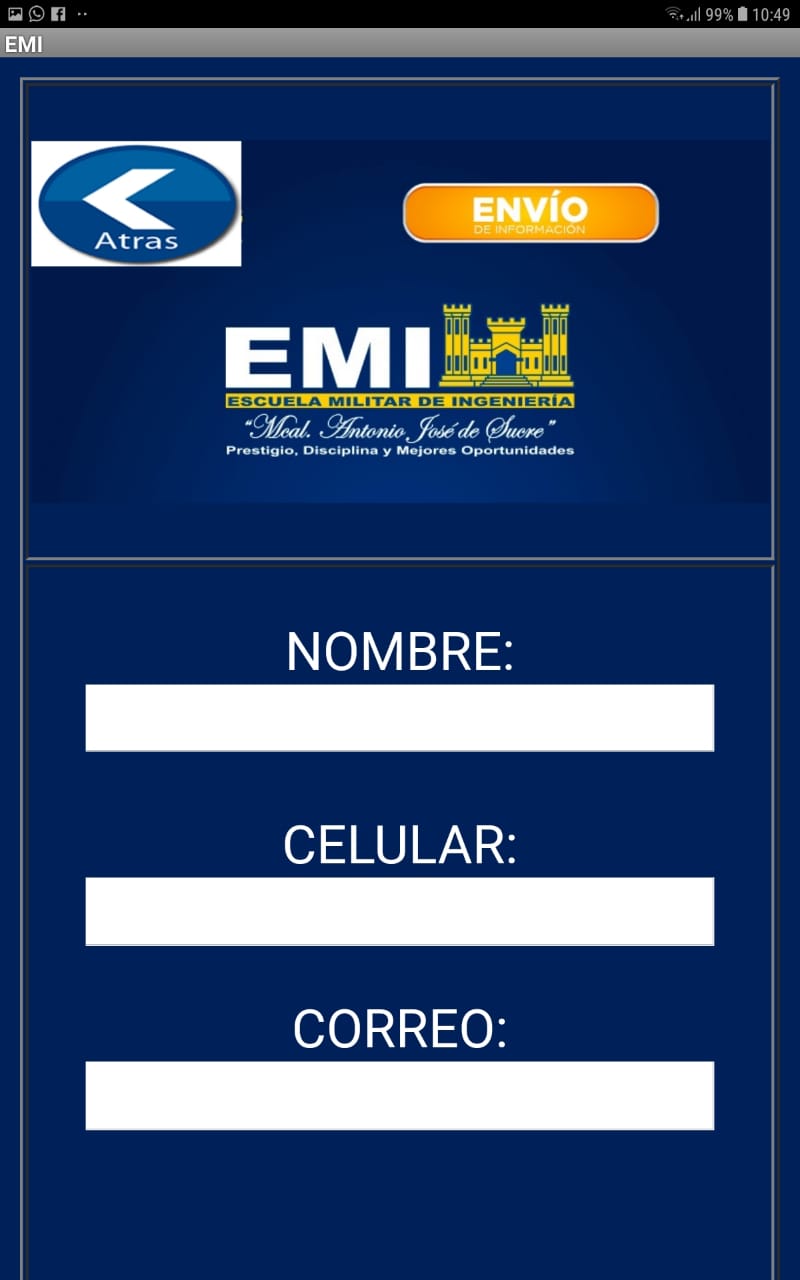 99% 10:49
EMI
Atras
ENVÍO
DE INFORMACIÓN
EMI
ESCUELA MILITAR DE INGENIERÍA
“Mcal. Antonio José de Sucre”
Prestigio, Disciplina y Mejores Oportunidades
NOMBRE:
CELULAR:
CORREO: